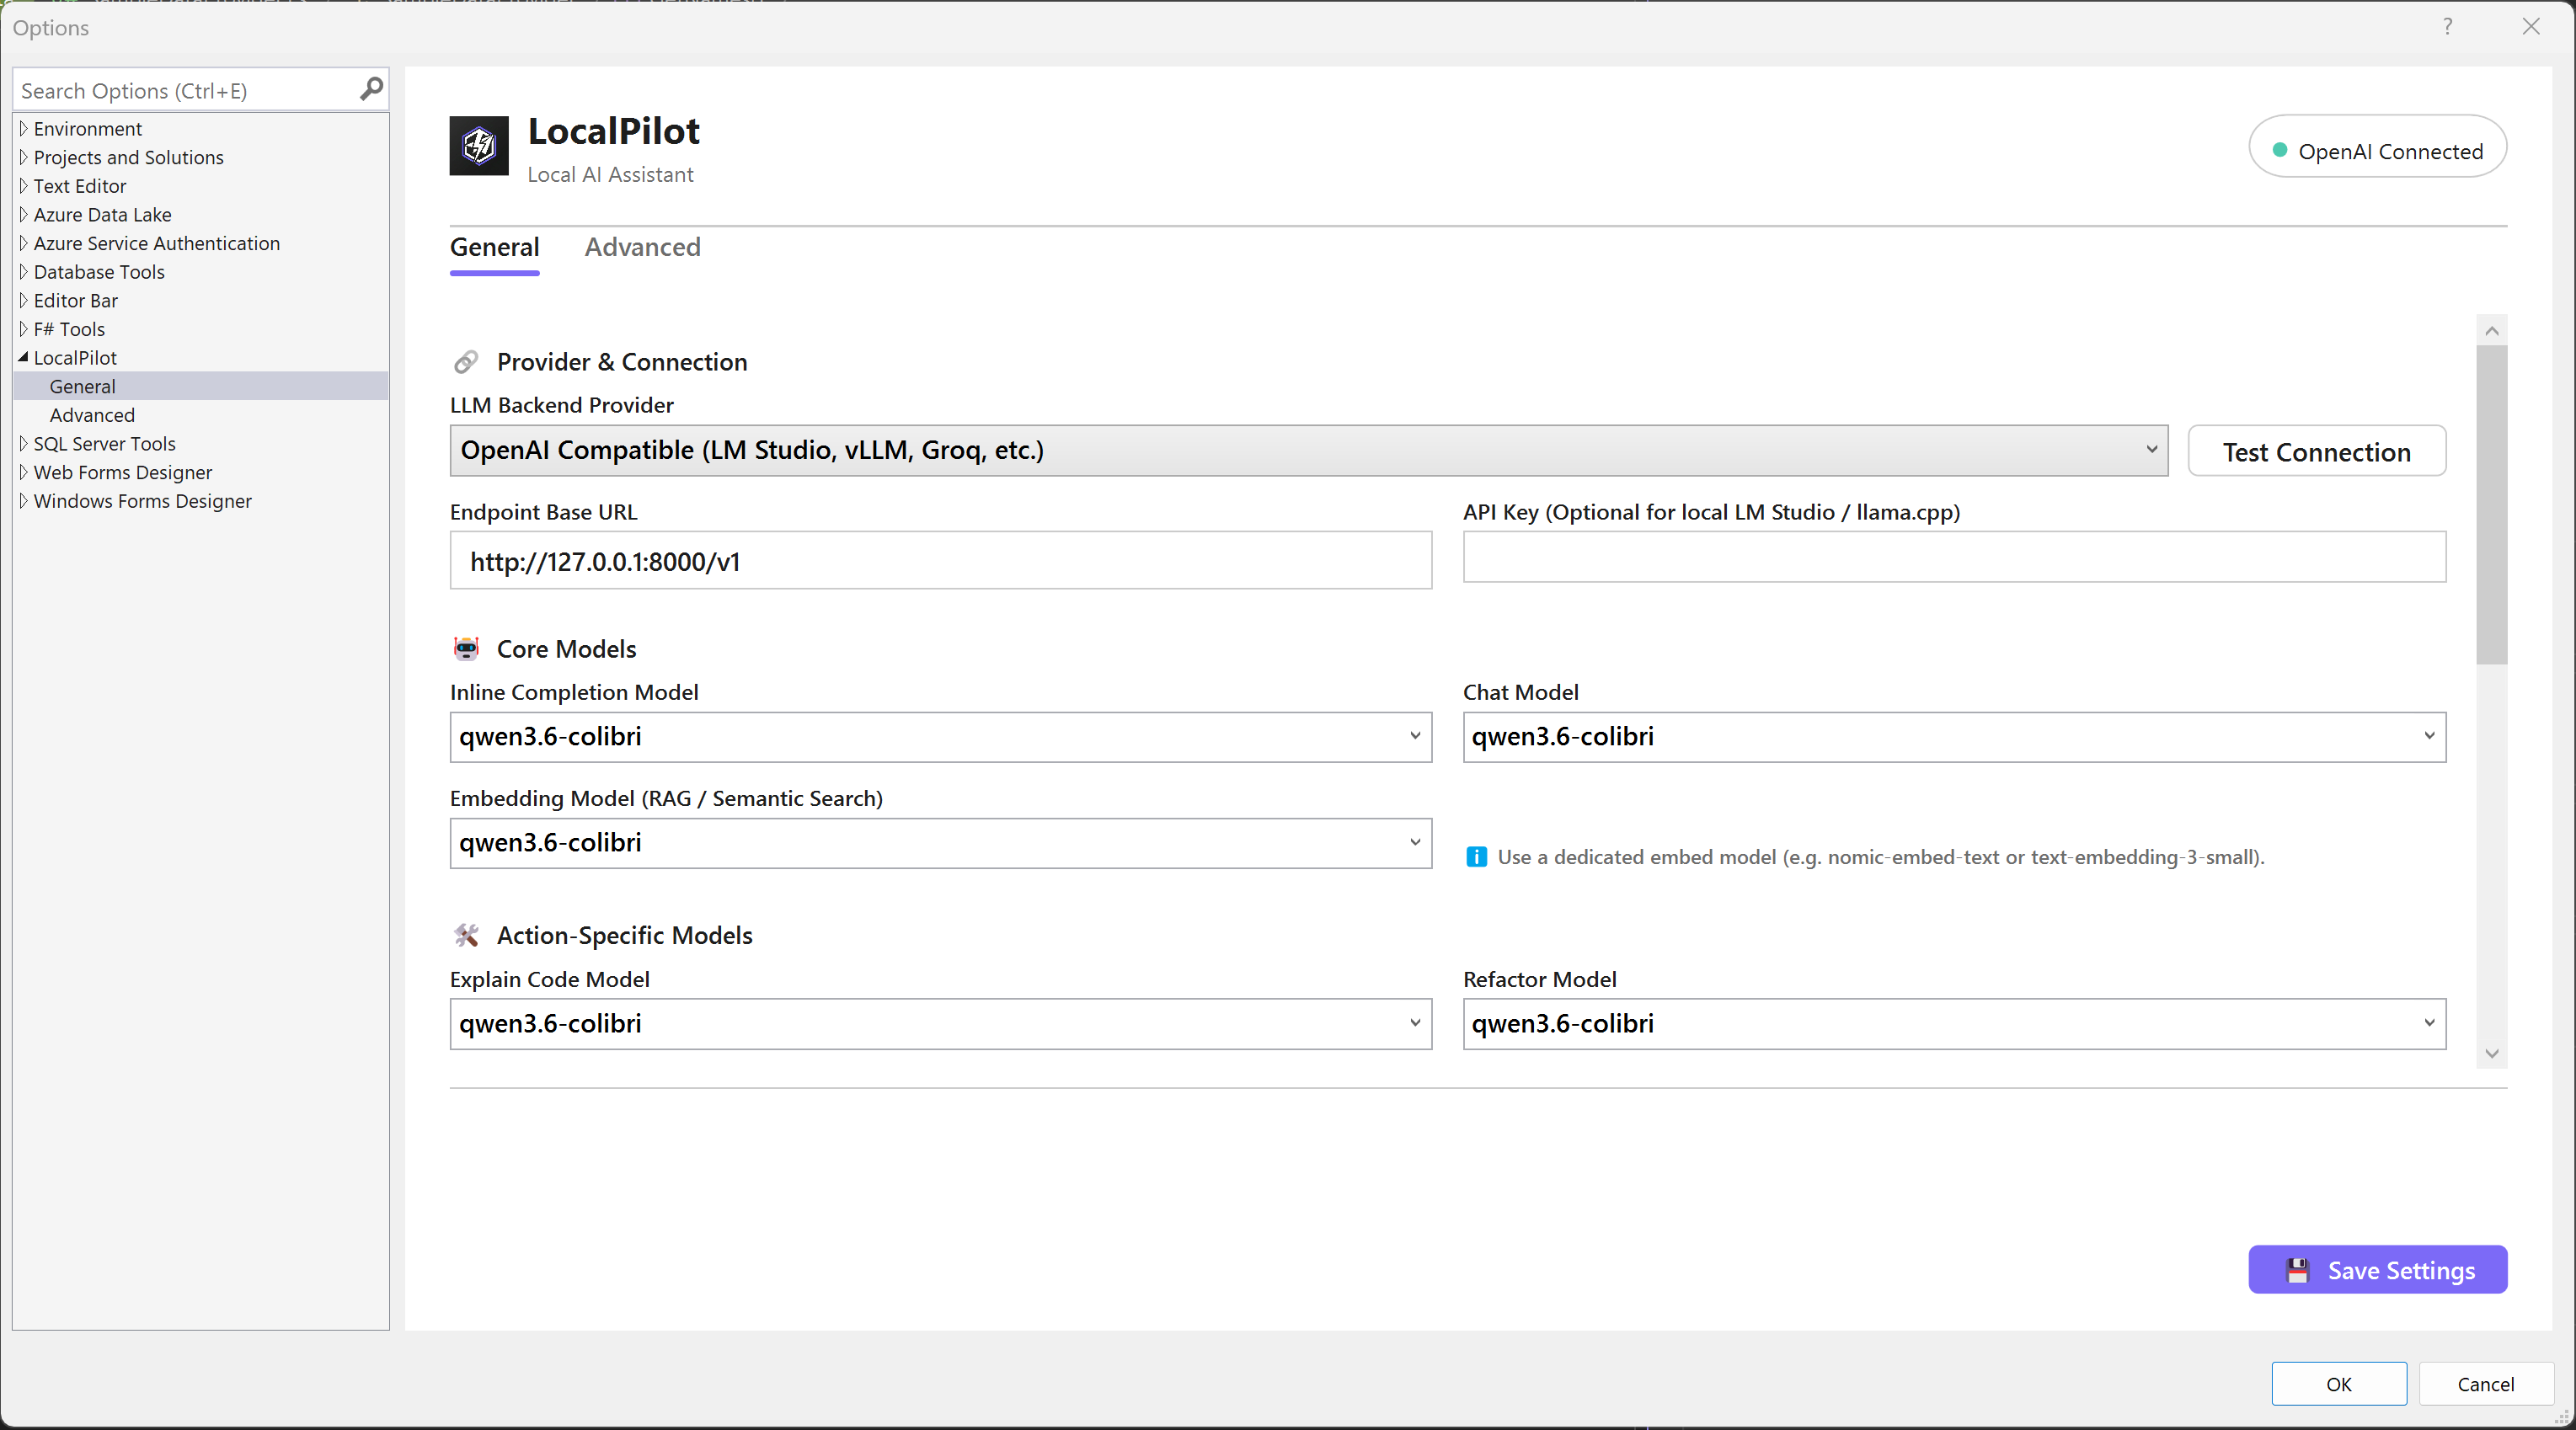 Options
?
Search Options (Ctrl+E)
Environment
Projects and Solutions
Text Editor
Azure Data Lake
Azure Service Authentication
Database Tools
Editor Bar
F# Tools
LocalPilot
General
Advanced
SQL Server Tools
Web Forms Designer
Windows Forms Designer
LocalPilot
Local AI Assistant
OpenAI Connected
General Advanced
Provider & Connection
LLM Backend Provider
OpenAI Compatible (LM Studio, vLLM, Groq, etc.)
Test Connection
Endpoint Base URL
http://127.0.0.1:8000/v1
API Key (Optional for local LM Studio / llama.cpp)
Core Models
Inline Completion Model
qwen3.6-colibri
Chat Model
qwen3.6-colibri
Embedding Model (RAG / Semantic Search)
qwen3.6-colibri
Use a dedicated embed model (e.g. nomic-embed-text or text-embedding-3-small).
Action-Specific Models
Explain Code Model
qwen3.6-colibri
Refactor Model
qwen3.6-colibri
Save Settings
OK
Cancel